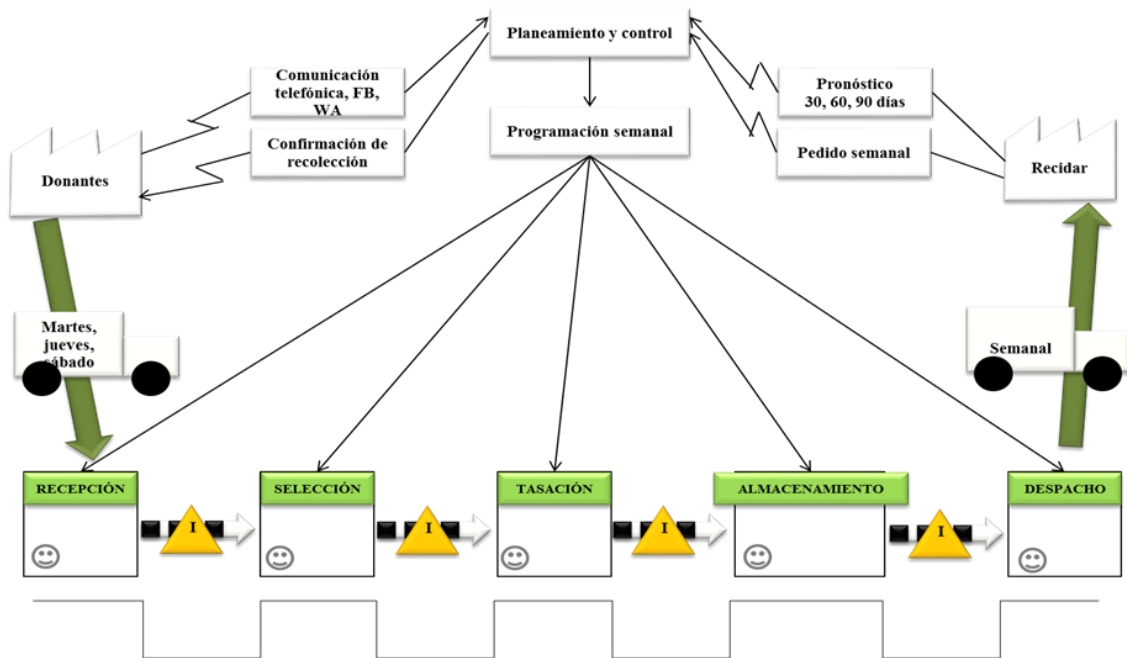 Planeamiento y control
Comunicación
telefónica, FB,
WA
Pronóstico
30, 60, 90 días
Programación semanal
Confirmación de
recolección
Pedido semanal
Donantes
Recidar
Martes,
jueves,
sábado
Semanal
RECEPCIÓN
SELECCIÓN
TASACIÓN
ALMACENAMIENTO
DESPACHO
I
I
I
I